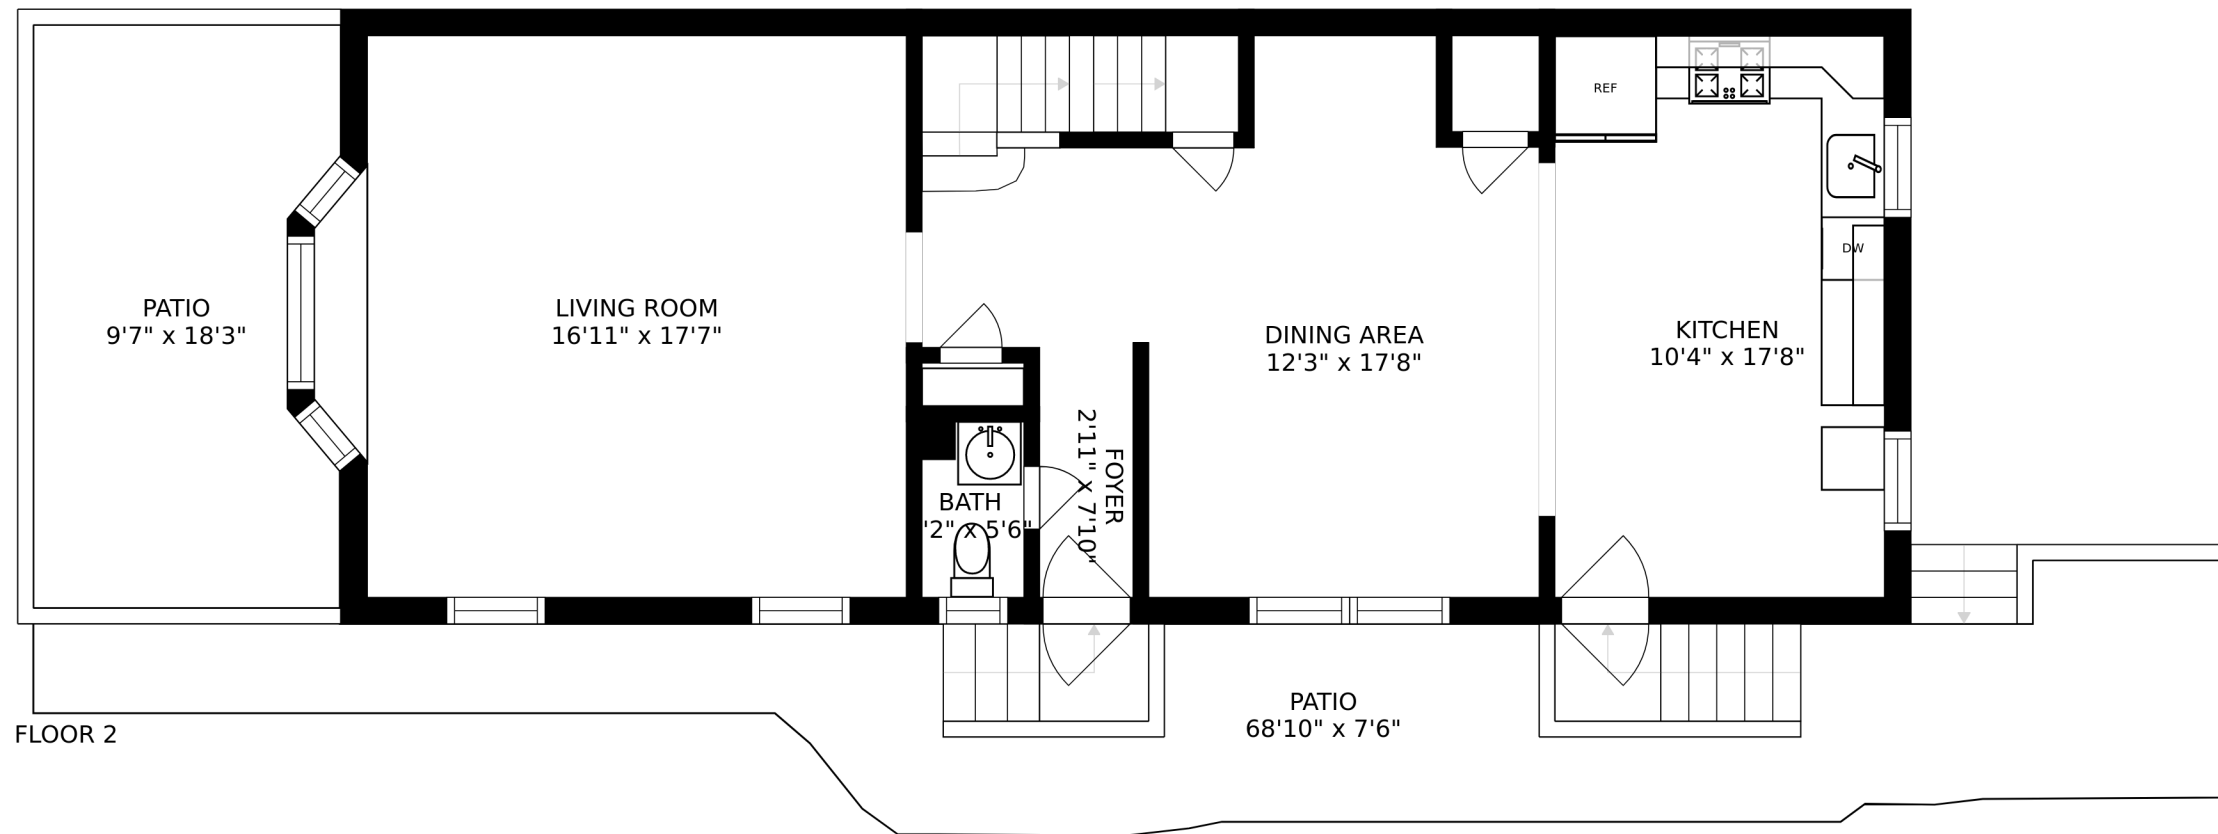 REF
DW
PATIO
9'7" x 18'3"
LIVING ROOM
16'11" x 17'7"
DINING AREA
12'3" x 17'8"
KITCHEN
10'4" x 17'8"
FOYER
2'11" x 7'10"
BATH
'2" x 5'6"
PATIO
68'10" x 7'6"
FLOOR 2